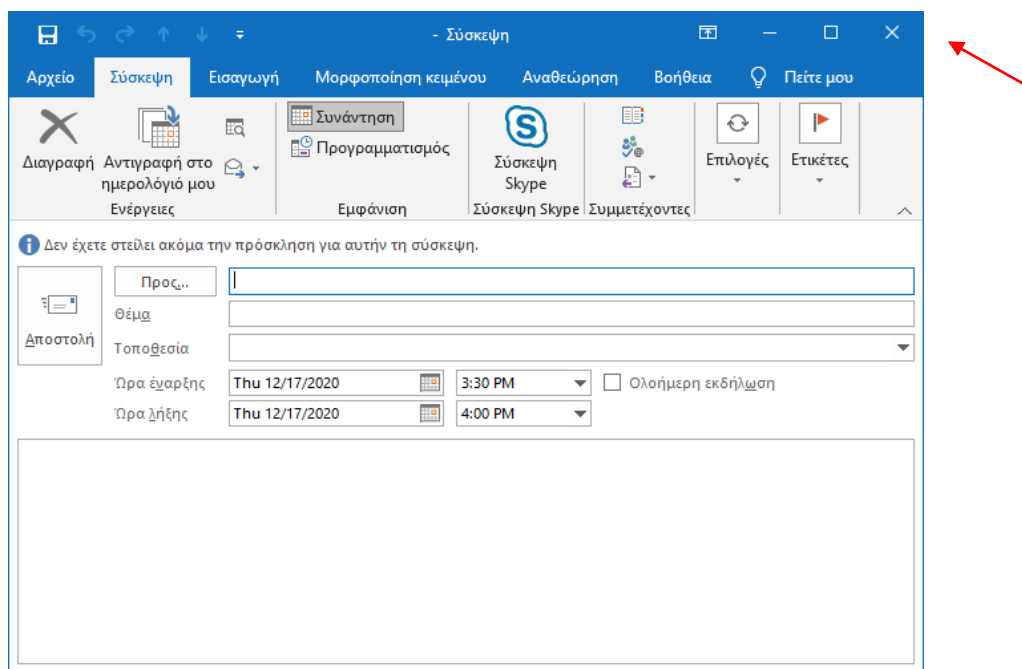 - Σύσκεψη
Αρχείο Σύσκεψη Εισαγωγή Μορφοποίηση κειμένου Αναθεώρηση Βοήθεια Πείτε μου
Διαγραφή
Αντιγραφή στο
ημερολόγιό μου
Ενέργειες
Συνάντηση
Προγραμματισμός
Εμφάνιση
Σύσκεψη
Skype
Σύσκεψη Skype
Συμμετέχοντες
Επιλογές
Ετικέτες
Δεν έχετε στείλει ακόμα την πρόσκληση για αυτήν τη σύσκεψη.
Αποστολή
Προς...
Θέμα
Τοποθεσία
Ώρα έναρξης Thu 12/17/2020 3:30 PM Ολοήμερη εκδήλωση
Ώρα λήξης Thu 12/17/2020 4:00 PM